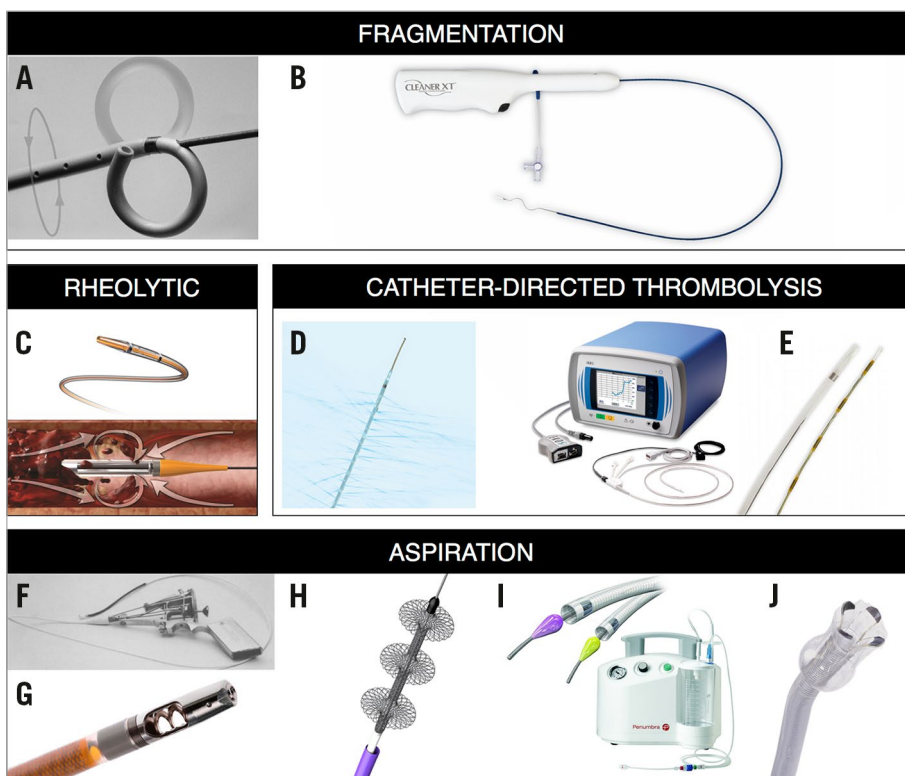 FRAGMENTATION
A
B
CLEANER XT
RHEOLYTIC
CATHETER-DIRECTED THROMBOLYSIS
C
D
E
ASPIRATION
F
G
H
I
J
Penumbra